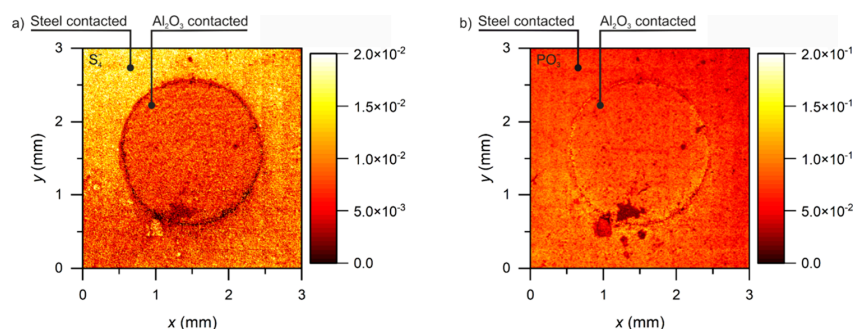 a) Steel contacted Al₂O₃ contacted
S₄
3
2
1
0
y (mm)
0 1 2 3
x (mm)
2.0×10⁻²
1.5×10⁻²
1.0×10⁻²
5.0×10⁻³
0.0
b) Steel contacted Al₂O₃ contacted
3
2
1
0
y (mm)
0 1 2 3
x (mm)
2.0×10⁻¹
1.5×10⁻¹
1.0×10⁻¹
5.0×10⁻²
0.0